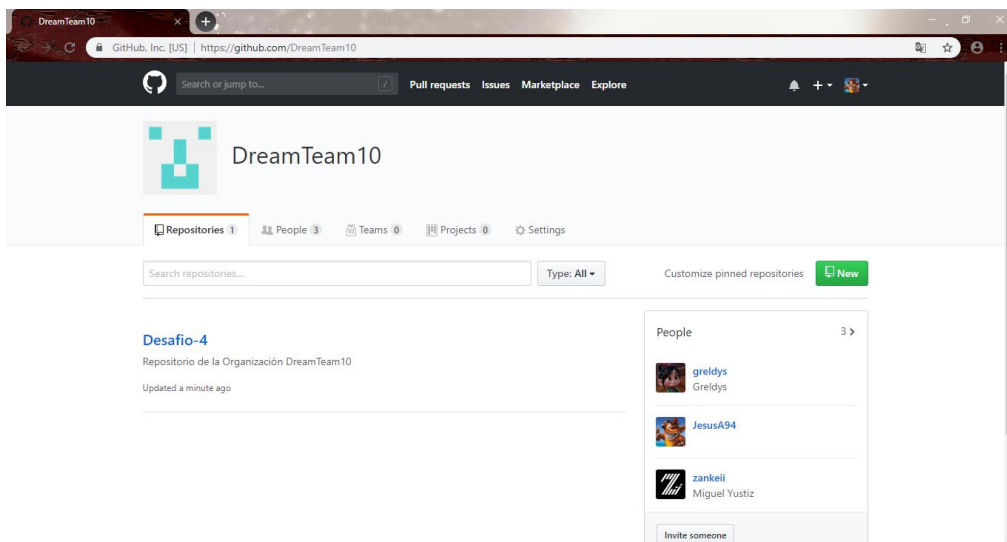 DreamTeam10
GitHub, Inc. [US] | https://github.com/DreamTeam10
Search or jump to... / Pull requests Issues Marketplace Explore
DreamTeam10
Repositories 1 People 3 Teams 0 Projects 0 Settings
Search repositories... Type: All Customize pinned repositories New
Desafio-4
Repositorio de la Organización DreamTeam10
Updated a minute ago
People 3
greldys
Greldys
JesusA94
zankeii
Miguel Yustiz
Invite someone